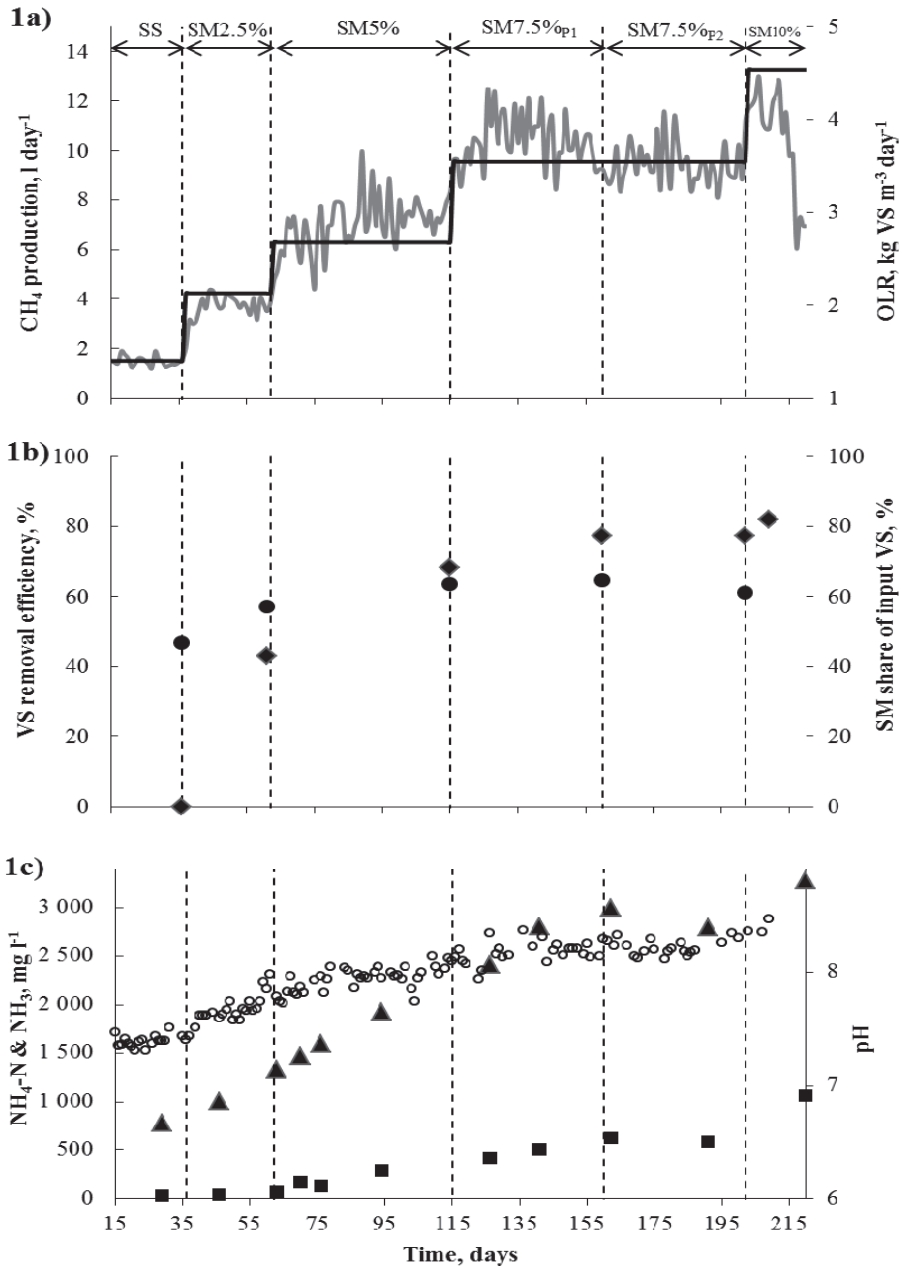 1a)
SS SM2.5% SM5% SM7.5%P1 SM7.5%P2 SM10%
CH4 production, l day-1
14
12
10
8
6
4
2
0
OLR, kg VS m-3 day-1
5
4
3
2
1
1b)
VS removal efficiency, %
100
80
60
40
20
0
SM share of input VS, %
100
80
60
40
20
0
1c)
NH4-N & NH3, mg l-1
3 000
2 500
2 000
1 500
1 000
500
0
pH
8
7
6
15 35 55 75 95 115 135 155 175 195 215
Time, days